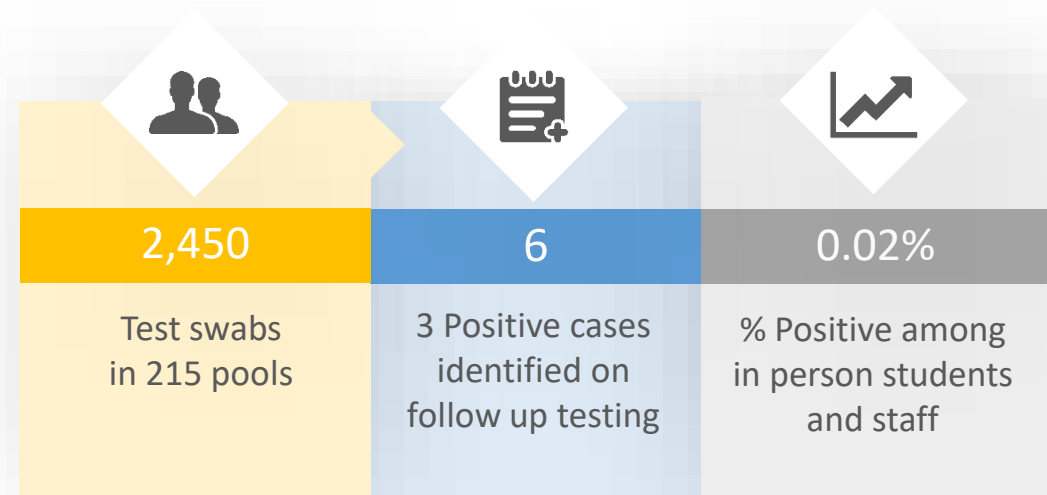 2,450
Test swabs
in 215 pools
6
3 Positive cases
identified on
follow up testing
0.02%
% Positive among
in person students
and staff